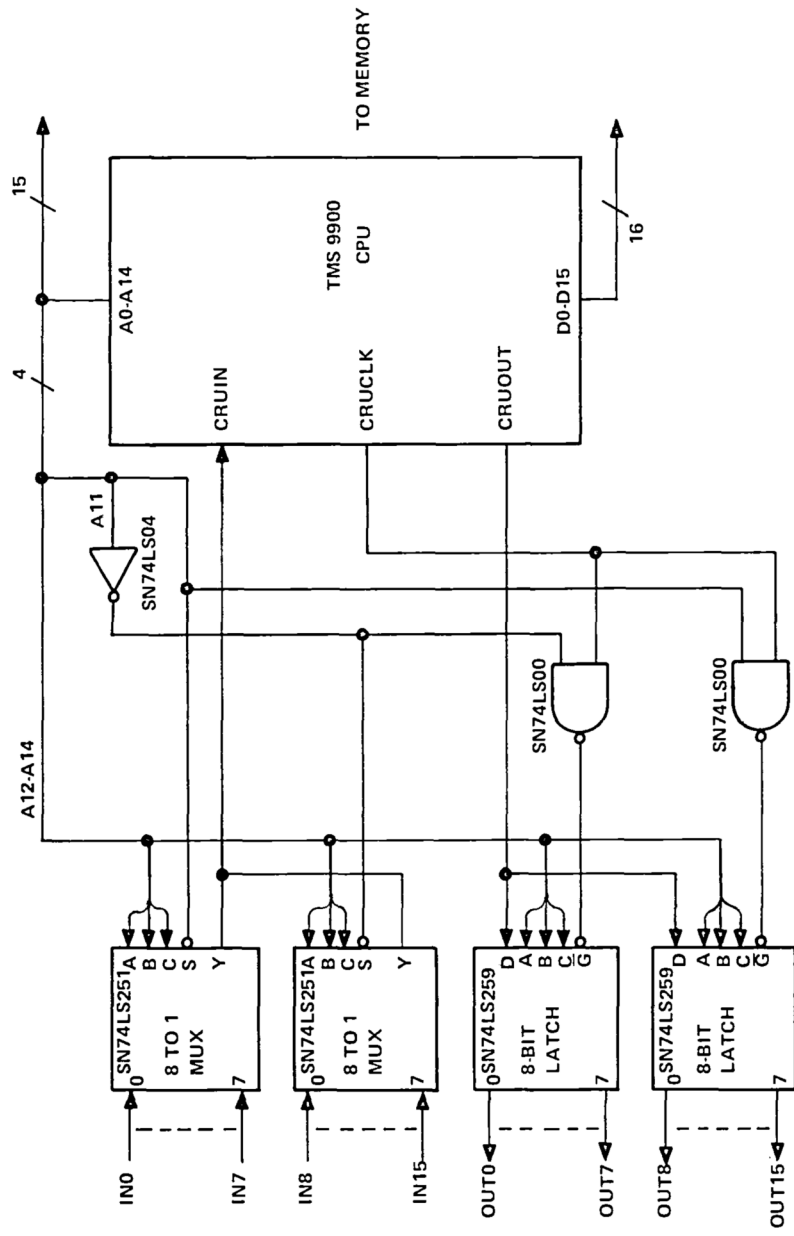 15
4
A0-A14
TMS 9900
CPU
TO MEMORY
CRUIN
CRUCLK
CRUOUT
D0-D15
16
A11
SN74LS04
A12-A14
SN74LS00
SN74LS00
SN74LS251
0
8 TO 1
MUX
7
A
B
C
S
Y
IN0
IN7
SN74LS251
0
8 TO 1
MUX
7
A
B
C
S
Y
IN8
IN15
SN74LS259
0
8-BIT
LATCH
7
D
A
B
C
G
OUT0
OUT7
SN74LS259
0
8-BIT
LATCH
7
D
A
B
C
G
OUT8
OUT15